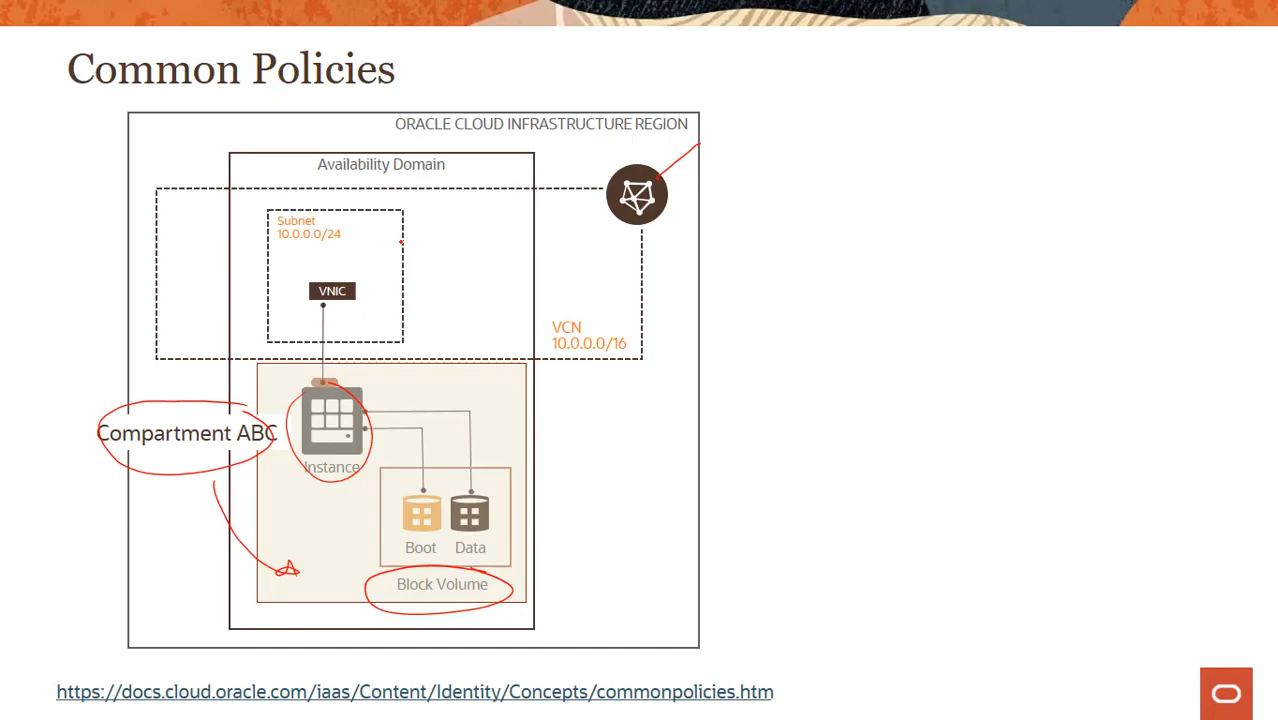 Common Policies
ORACLE CLOUD INFRASTRUCTURE REGION
Availability Domain
Subnet
10.0.0.0/24
VNIC
VCN
10.0.0.0/16
Compartment ABC
Instance
Boot
Data
Block Volume
https://docs.cloud.oracle.com/iaas/Content/Identity/Concepts/commonpolicies.htm